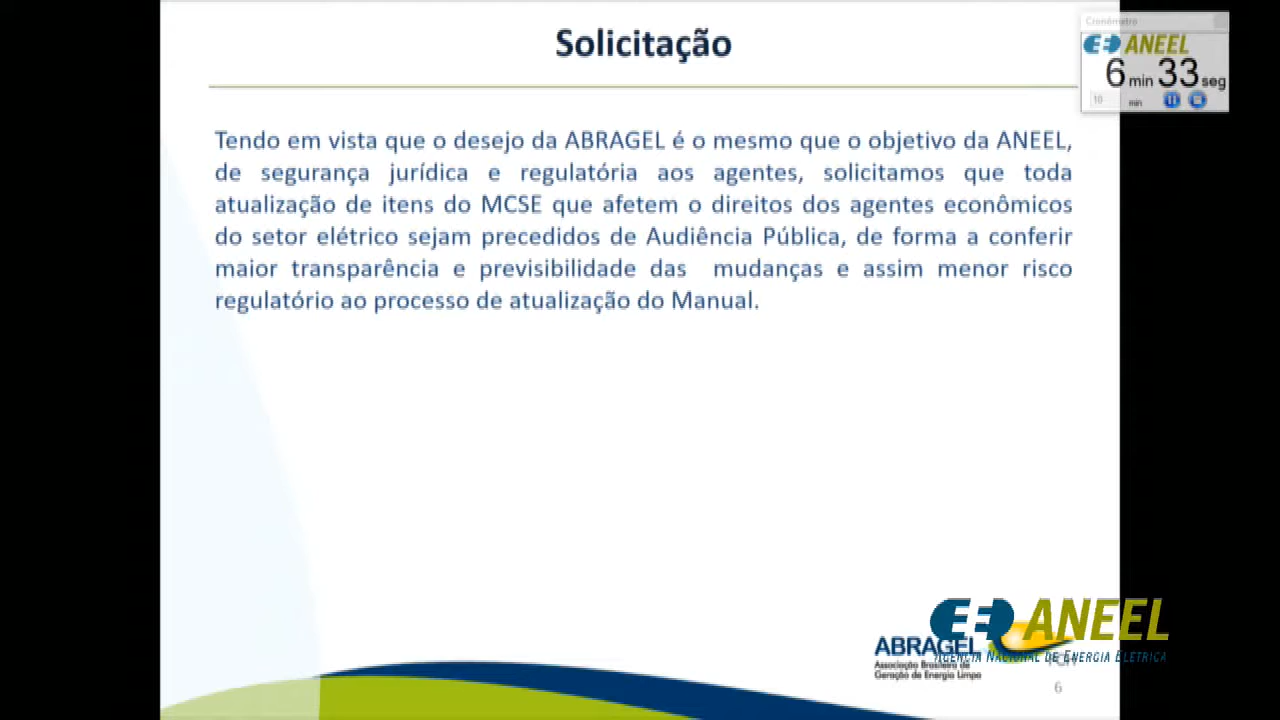 Solicitação
Cronômetro
ANEEL
6 min 33 seg
10 min
Tendo em vista que o desejo da ABRAGEL é o mesmo que o objetivo da ANEEL,
de segurança jurídica e regulatória aos agentes, solicitamos que toda
atualização de itens do MCSE que afetem o direitos dos agentes econômicos
do setor elétrico sejam precedidos de Audiência Pública, de forma a conferir
maior transparência e previsibilidade das mudanças e assim menor risco
regulatório ao processo de atualização do Manual.
ANEEL
AGÊNCIA NACIONAL DE ENERGIA ELÉTRICA
ABRAGEL
Associação Brasileira de
Geração de Energia Limpa
6